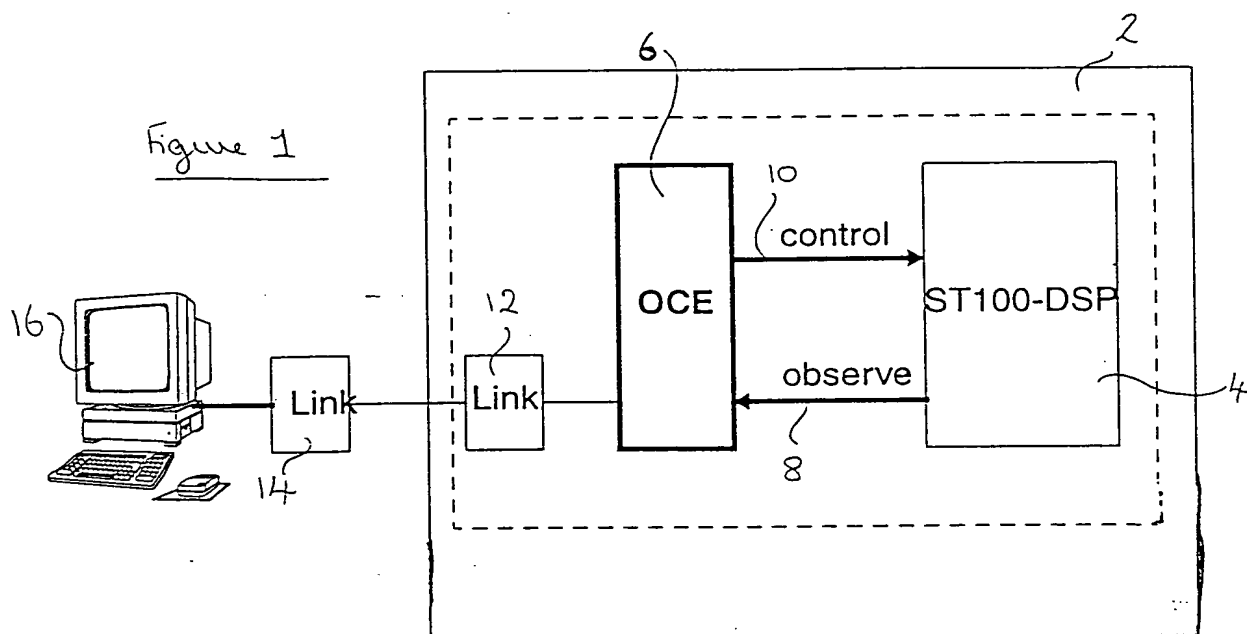 Figure 1
6
2
10
control
OCE
ST100-DSP
12
16
Link
Link
observe
4
14
8